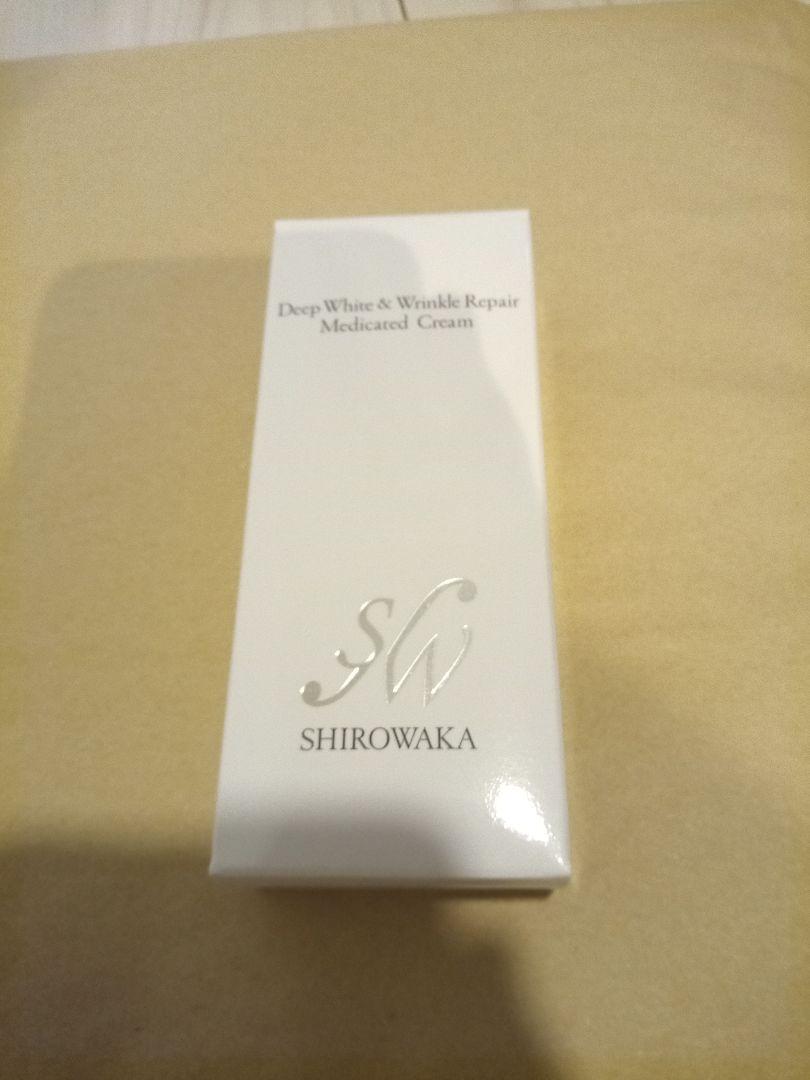 Deep White & Wrinkle Repair
Medicated Cream
SW
SHIROWAKA